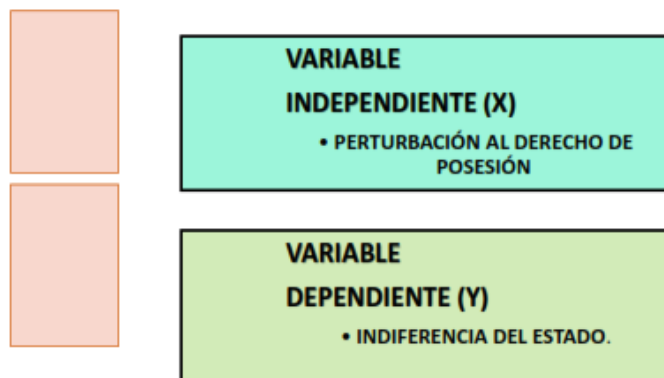 VARIABLE
INDEPENDIENTE (X)
• PERTURBACIÓN AL DERECHO DE
POSESIÓN
VARIABLE
DEPENDIENTE (Y)
• INDIFERENCIA DEL ESTADO.